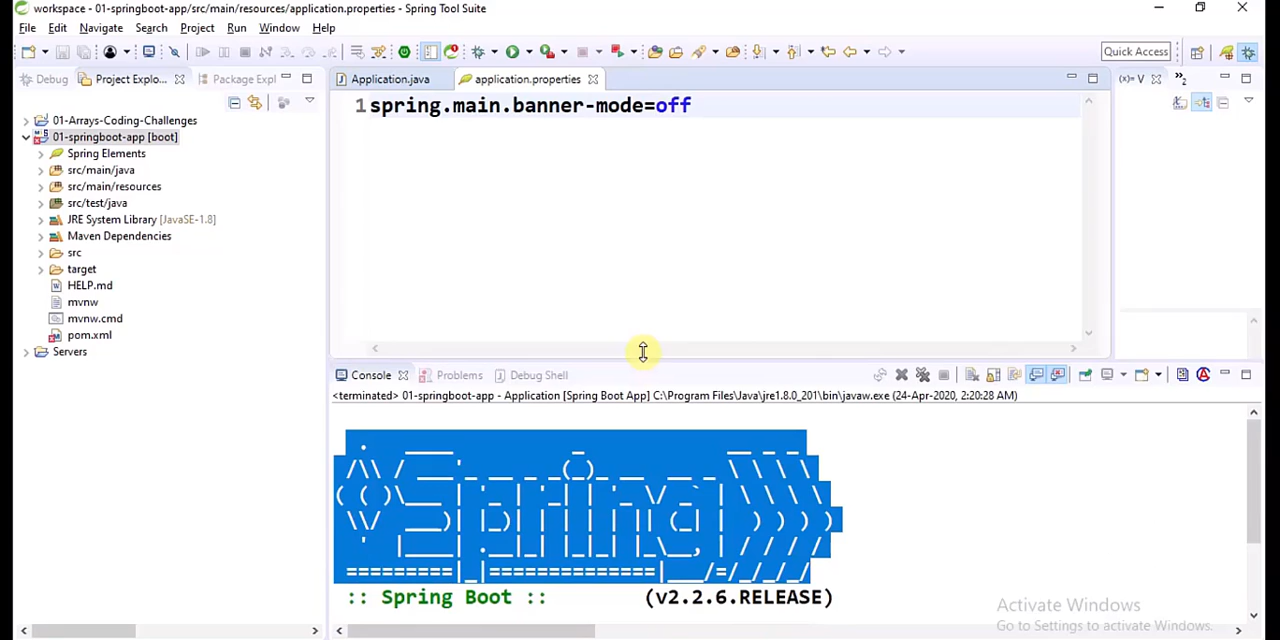 workspace - 01-springboot-app/src/main/resources/application.properties - Spring Tool Suite
File Edit Navigate Search Project Run Window Help
Quick Access
Debug Project Explo... Package Expl
Application.java application.properties
(x)= V
2
01-Arrays-Coding-Challenges
01-springboot-app [boot]
Spring Elements
src/main/java
src/main/resources
src/test/java
JRE System Library [JavaSE-1.8]
Maven Dependencies
src
target
HELP.md
mvnw
mvnw.cmd
pom.xml
Servers
1 spring.main.banner-mode=off
Console Problems Debug Shell
<terminated> 01-springboot-app - Application [Spring Boot App] C:\Program Files\Java\jre1.8.0_201\bin\javaw.exe (24-Apr-2020, 2:20:28 AM)
Spring
:: Spring Boot :: (v2.2.6.RELEASE)
Activate Windows
Go to Settings to activate Windows.